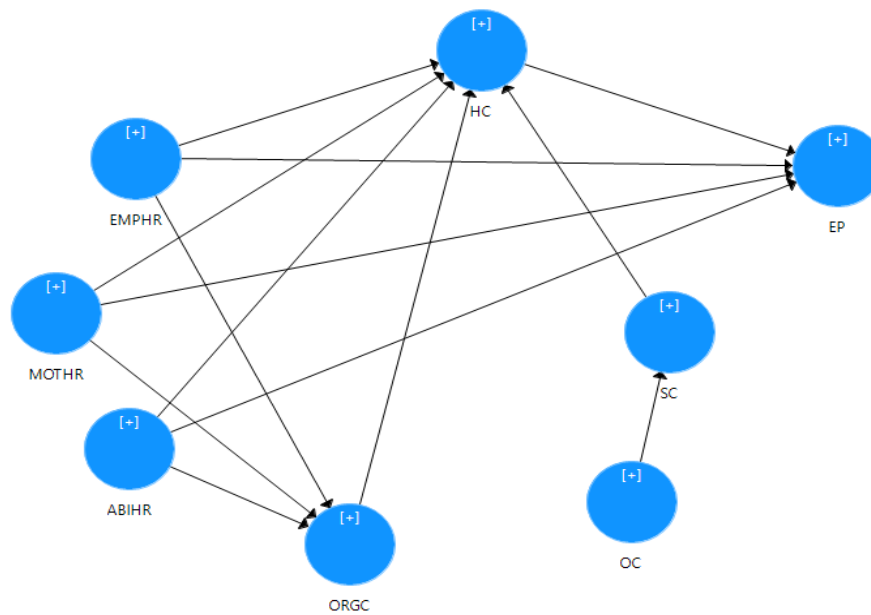 [+]
HC
[+]
EMPHR
[+]
EP
[+]
MOTHR
[+]
SC
[+]
ABIHR
[+]
OC
[+]
ORGC